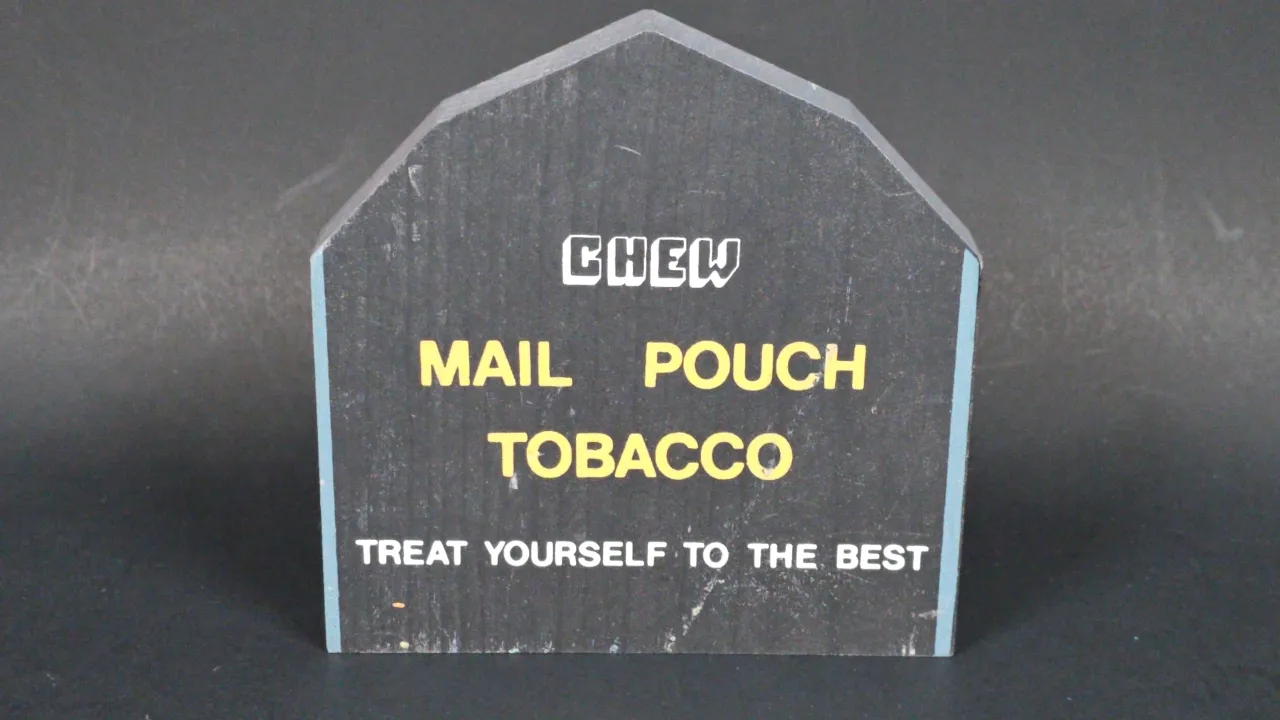 CHEW
MAIL POUCH
TOBACCO
TREAT YOURSELF TO THE BEST